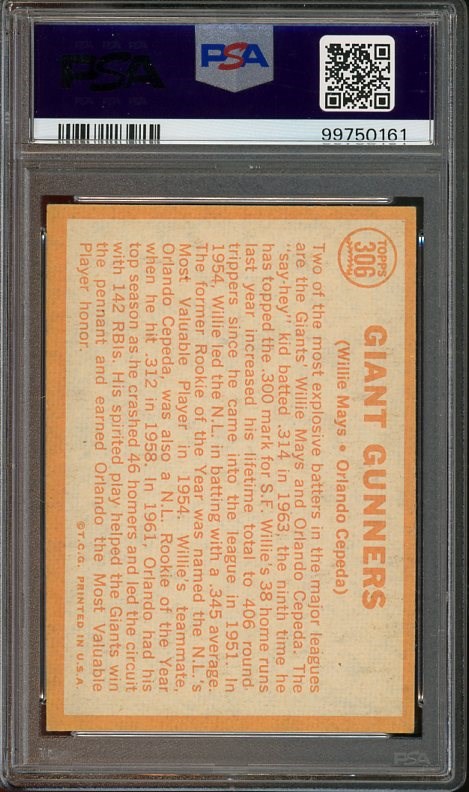 PSA
PSA
99750161
TOPPS
306
GIANT GUNNERS
(Willie Mays • Orlando Cepeda)
Two of the most explosive batters in the major leagues
are the Giants' Willie Mays and Orlando Cepeda. The
"say-hey" kid batted .314 in 1963, the ninth time he
has topped the .300 mark for S.F. Willie's 38 home runs
last year increased his lifetime total to 406 round
trippers since he came into the league in 1951. In
1954, Willie led the N.L. in batting with a .345 average.
The former Rookie of the Year was named the N.L.'s
Most Valuable Player in 1954. Willie's teammate,
Orlando Cepeda, was also a N.L. Rookie of the Year
when he hit .312 in 1958. In 1961, Orlando had his
top season as he crashed 46 homers and led the circuit
with 142 RBIs. His spirited play helped the Giants win
the pennant and earned Orlando the Most Valuable
Player honor.
©T.C.G. PRINTED IN U.S.A.
PSA